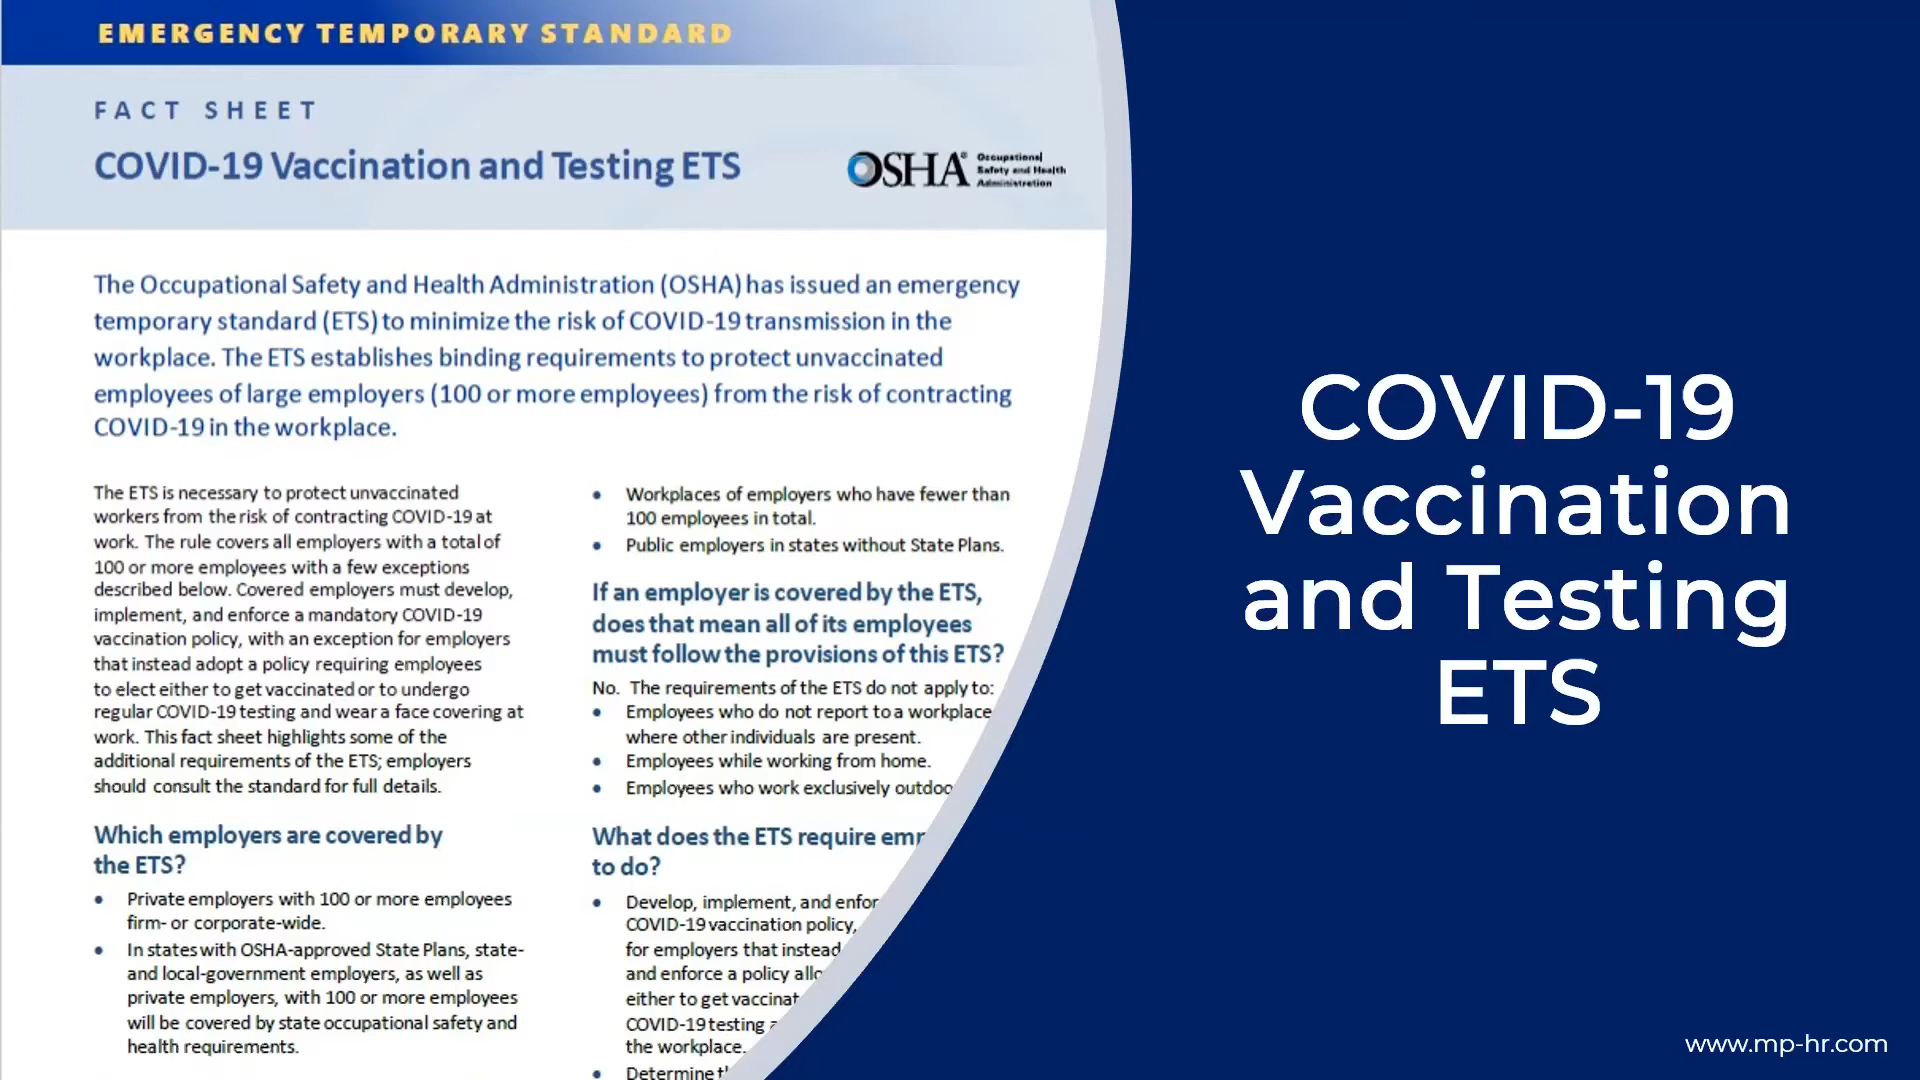 EMERGENCY TEMPORARY STANDARD
FACT SHEET
COVID-19 Vaccination and Testing ETS
OSHA®
Occupational
Safety and Health
Administration
The Occupational Safety and Health Administration (OSHA) has issued an emergency
temporary standard (ETS) to minimize the risk of COVID-19 transmission in the
workplace. The ETS establishes binding requirements to protect unvaccinated
employees of large employers (100 or more employees) from the risk of contracting
COVID-19 in the workplace.
The ETS is necessary to protect unvaccinated
workers from the risk of contracting COVID-19 at
work. The rule covers all employers with a total of
100 or more employees with a few exceptions
described below. Covered employers must develop,
implement, and enforce a mandatory COVID-19
vaccination policy, with an exception for employers
that instead adopt a policy requiring employees
to elect either to get vaccinated or to undergo
regular COVID-19 testing and wear a face covering at
work. This fact sheet highlights some of the
additional requirements of the ETS; employers
should consult the standard for full details.
Which employers are covered by
the ETS?
• Private employers with 100 or more employees
firm- or corporate-wide.
• In states with OSHA-approved State Plans, state-
and local-government employers, as well as
private employers, with 100 or more employees
will be covered by state occupational safety and
health requirements.
• Workplaces of employers who have fewer than
100 employees in total.
• Public employers in states without State Plans.
If an employer is covered by the ETS,
does that mean all of its employees
must follow the provisions of this ETS?
No. The requirements of the ETS do not apply to:
• Employees who do not report to a workplace
where other individuals are present.
• Employees while working from home.
• Employees who work exclusively
What does the ETS require
to do?
• Develop, implement, and
COVID-19 vaccination policy,
for employers that instead
and enforce a policy
either to get
COVID-19 testing
the workplace.
• Determine
COVID-19
Vaccination
and Testing
ETS
www.mp-hr.com